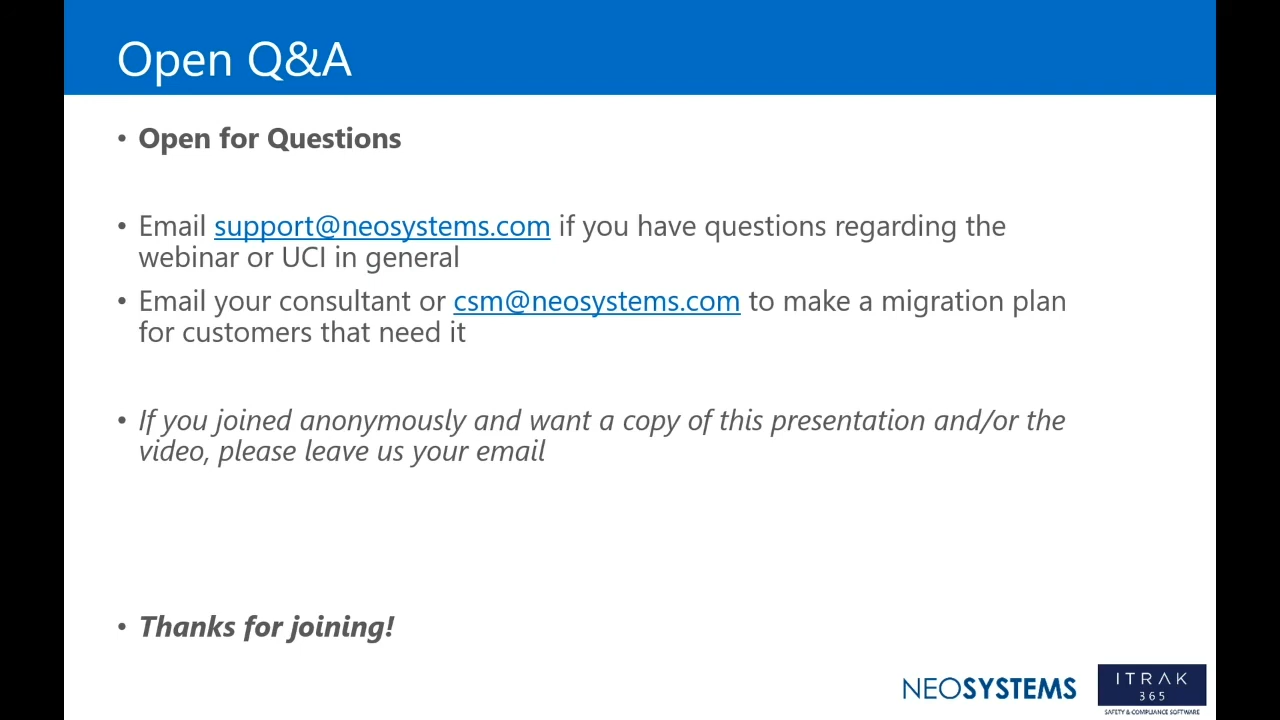 Open Q&A
• Open for Questions
• Email support@neosystems.com if you have questions regarding the
webinar or UCI in general
• Email your consultant or csm@neosystems.com to make a migration plan
for customers that need it
• If you joined anonymously and want a copy of this presentation and/or the
video, please leave us your email
• Thanks for joining!
NEOSYSTEMS
ITRAK
365
SAFETY & COMPLIANCE SOFTWARE